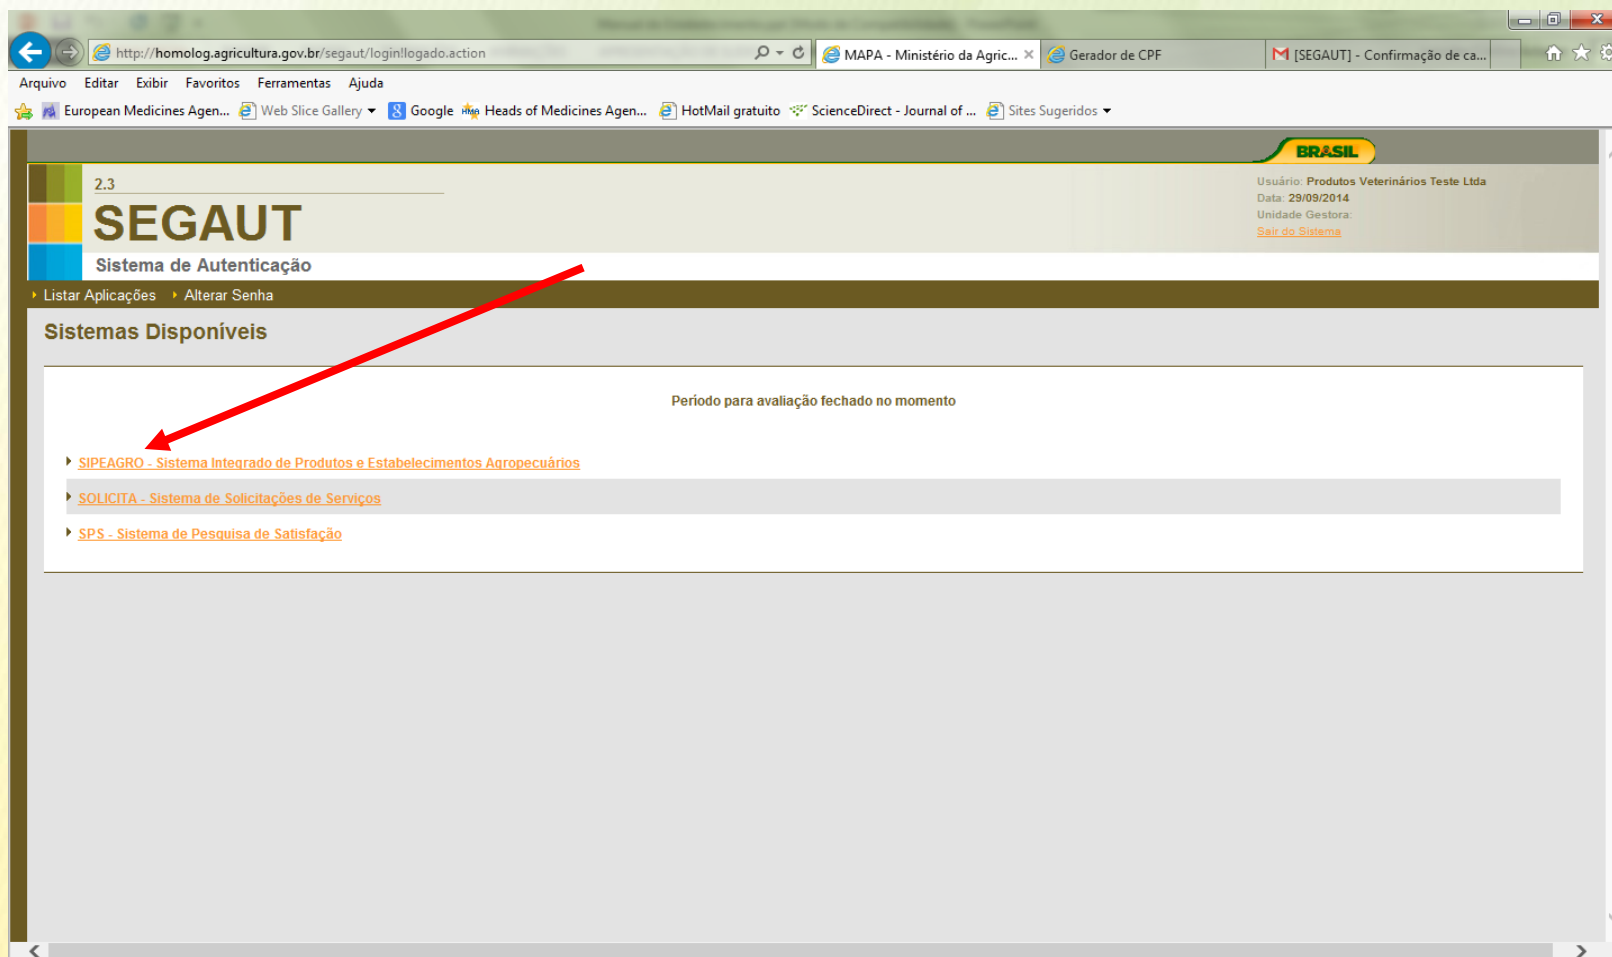 http://homolog.agricultura.gov.br/segaut/login!logado.action
MAPA - Ministério da Agric...
Gerador de CPF
[SEGAUT] - Confirmação de ca...
Arquivo Editar Exibir Favoritos Ferramentas Ajuda
European Medicines Agen... Web Slice Gallery Google Heads of Medicines Agen... HotMail gratuito ScienceDirect - Journal of ... Sites Sugeridos
BRASIL
2.3
SEGAUT
Sistema de Autenticação
Usuário: Produtos Veterinários Teste Ltda
Data: 29/09/2014
Unidade Gestora:
Sair do Sistema
Listar Aplicações Alterar Senha
Sistemas Disponíveis
Período para avaliação fechado no momento
SIPEAGRO - Sistema Integrado de Produtos e Estabelecimentos Agropecuários
SOLICITA - Sistema de Solicitações de Serviços
SPS - Sistema de Pesquisa de Satisfação